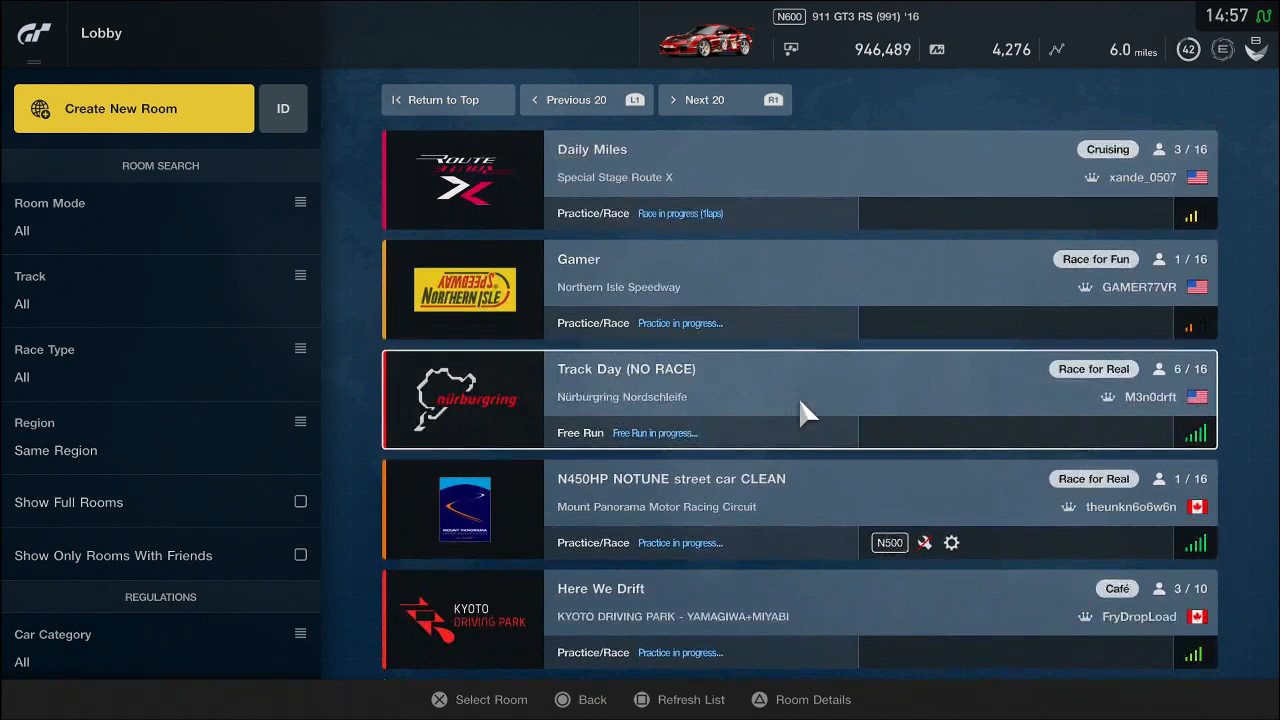 Lobby
N600 911 GT3 RS (991) '16
14:57
946,489 4,276 6.0 miles 42 E B
Create New Room ID
ROOM SEARCH
Room Mode
All
Track
All
Race Type
All
Region
Same Region
Show Full Rooms
Show Only Rooms With Friends
REGULATIONS
Car Category
All
Return to Top Previous 20 L1 Next 20 R1
ROUTE
X
Daily Miles Cruising 3 / 16
Special Stage Route X xande_0507
Practice/Race Race in progress (1laps)
SPEEDWAY
NORTHERN ISLE
Gamer Race for Fun 1 / 16
Northern Isle Speedway GAMER77VR
Practice/Race Practice in progress...
nürburgring
Track Day (NO RACE) Race for Real 6 / 16
Nürburgring Nordschleife M3n0drft
Free Run Free Run in progress...
MOUNT PANORAMA
N450HP NOTUNE street car CLEAN Race for Real 1 / 16
Mount Panorama Motor Racing Circuit theunkn6o6w6n
Practice/Race Practice in progress... N500
KYOTO
DRIVING PARK
Here We Drift Café 3 / 10
KYOTO DRIVING PARK - YAMAGIWA+MIYABI FryDropLoad
Practice/Race Practice in progress...
Select Room Back Refresh List Room Details